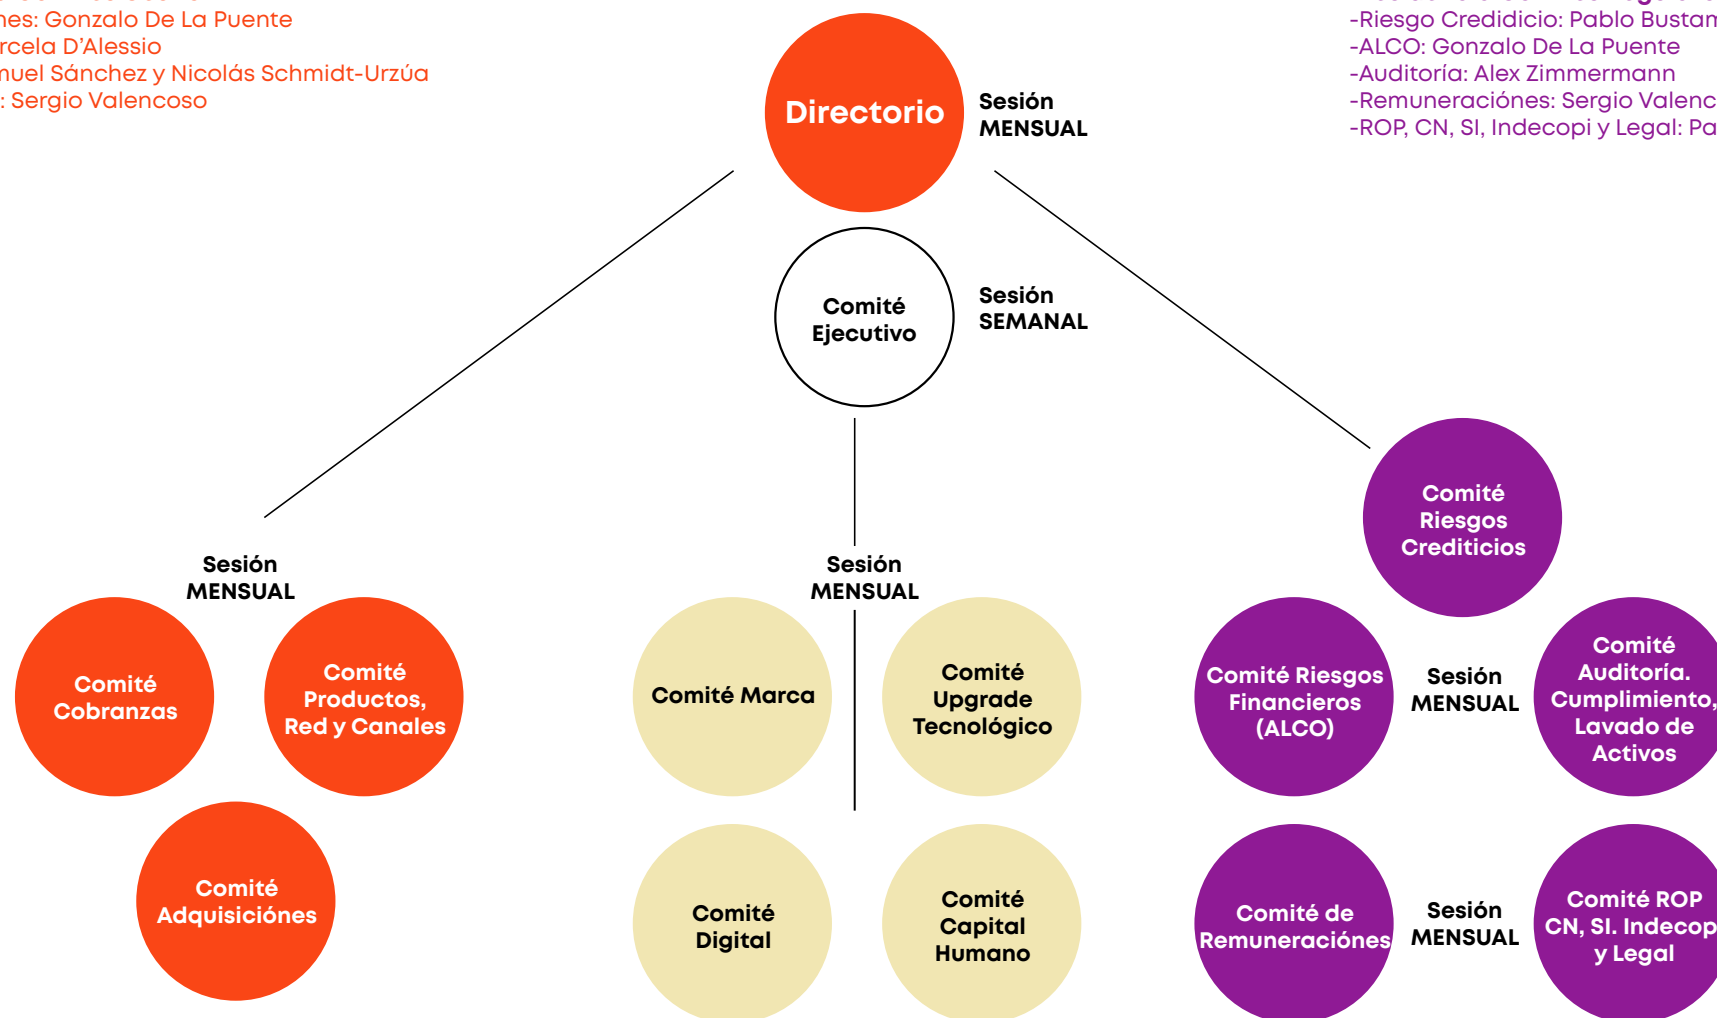 nes: Gonzalo De La Puente
rcela D'Alessio
muel Sánchez y Nicolás Schmidt-Urzúa
: Sergio Valencoso
-Riesgo Credidicio: Pablo Bustam
-ALCO: Gonzalo De La Puente
-Auditoría: Alex Zimmermann
-Remuneraciónes: Sergio Valenc
-ROP, CN, SI, Indecopi y Legal: Pa
Directorio
Sesión
MENSUAL
Comité
Ejecutivo
Sesión
SEMANAL
Sesión
MENSUAL
Comité
Cobranzas
Comité
Productos,
Red y Canales
Comité
Adquisiciónes
Sesión
MENSUAL
Comité Marca
Comité
Upgrade
Tecnológico
Comité
Digital
Comité
Capital
Humano
Comité
Riesgos
Crediticios
Comité Riesgos
Financieros
(ALCO)
Sesión
MENSUAL
Comité
Auditoría.
Cumplimiento,
Lavado de
Activos
Comité de
Remuneraciónes
Sesión
MENSUAL
Comité ROP
CN, SI. Indecop
y Legal